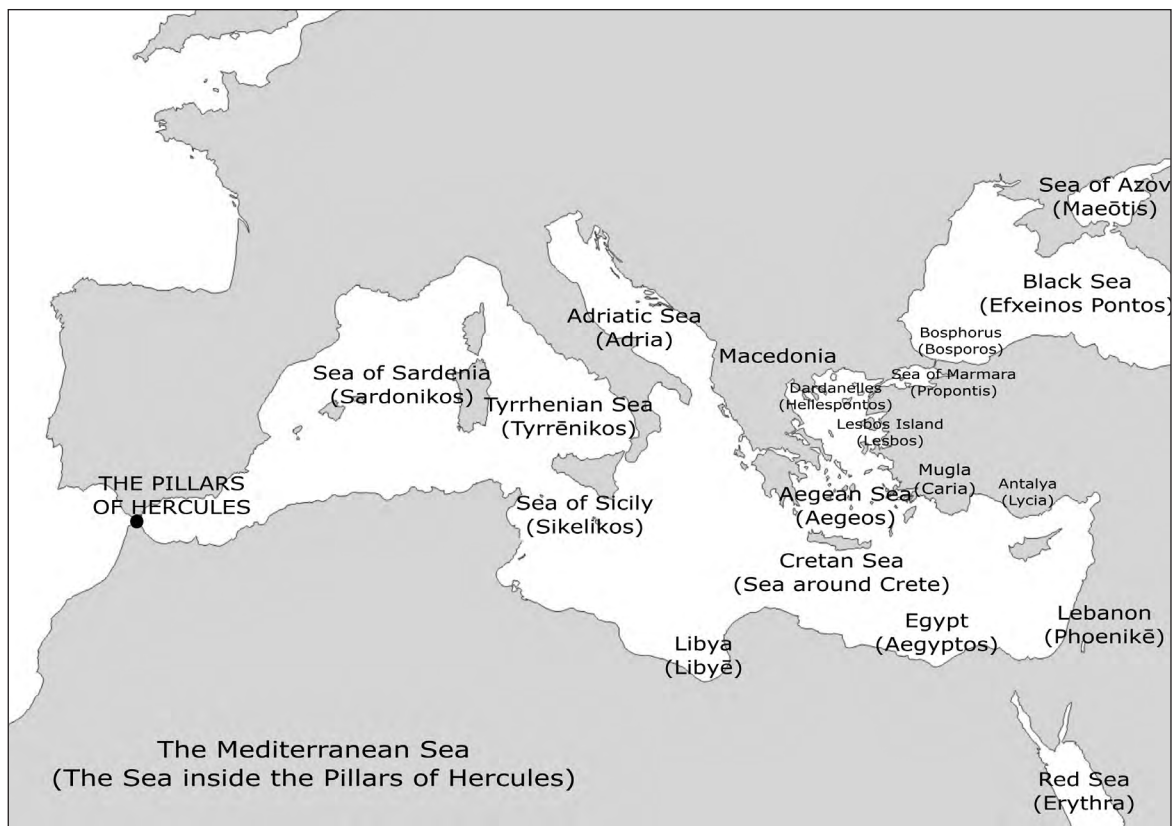 Sea of Azov
(Maeōtis)
Black Sea
(Efxeinos Pontos)
Bosphorus
(Bosporos)
Adriatic Sea
(Adria)
Macedonia
Sea of Marmara
(Propontis)
Dardanelles
(Hellespontos)
Sea of Sardenia
(Sardonikos)
Tyrrhenian Sea
(Tyrrēnikos)
Lesbos Island
(Lesbos)
Mugla
(Caria)
Antalya
(Lycia)
THE PILLARS
OF HERCULES
Sea of Sicily
(Sikelikos)
Aegean Sea
(Aegeos)
Cretan Sea
(Sea around Crete)
Egypt
(Aegyptos)
Lebanon
(Phoenikē)
Libya
(Libyē)
The Mediterranean Sea
(The Sea inside the Pillars of Hercules)
Red Sea
(Erythra)